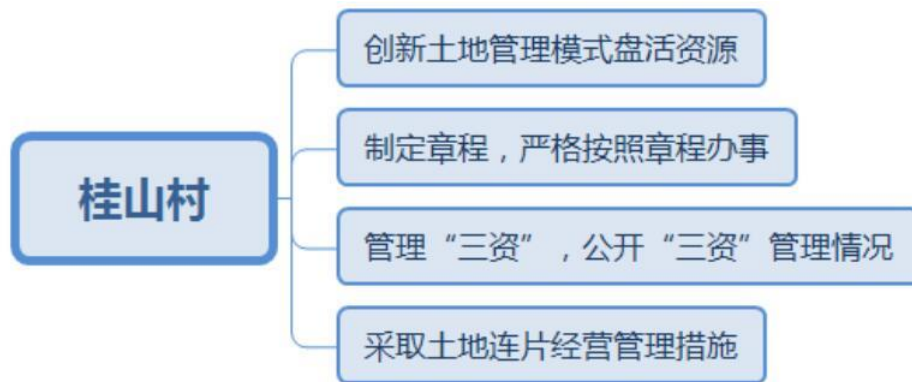 创新土地管理模式盘活资源
制定章程，严格按照章程办事
桂山村
管理“三资”，公开“三资”管理情况
采取土地连片经营管理措施